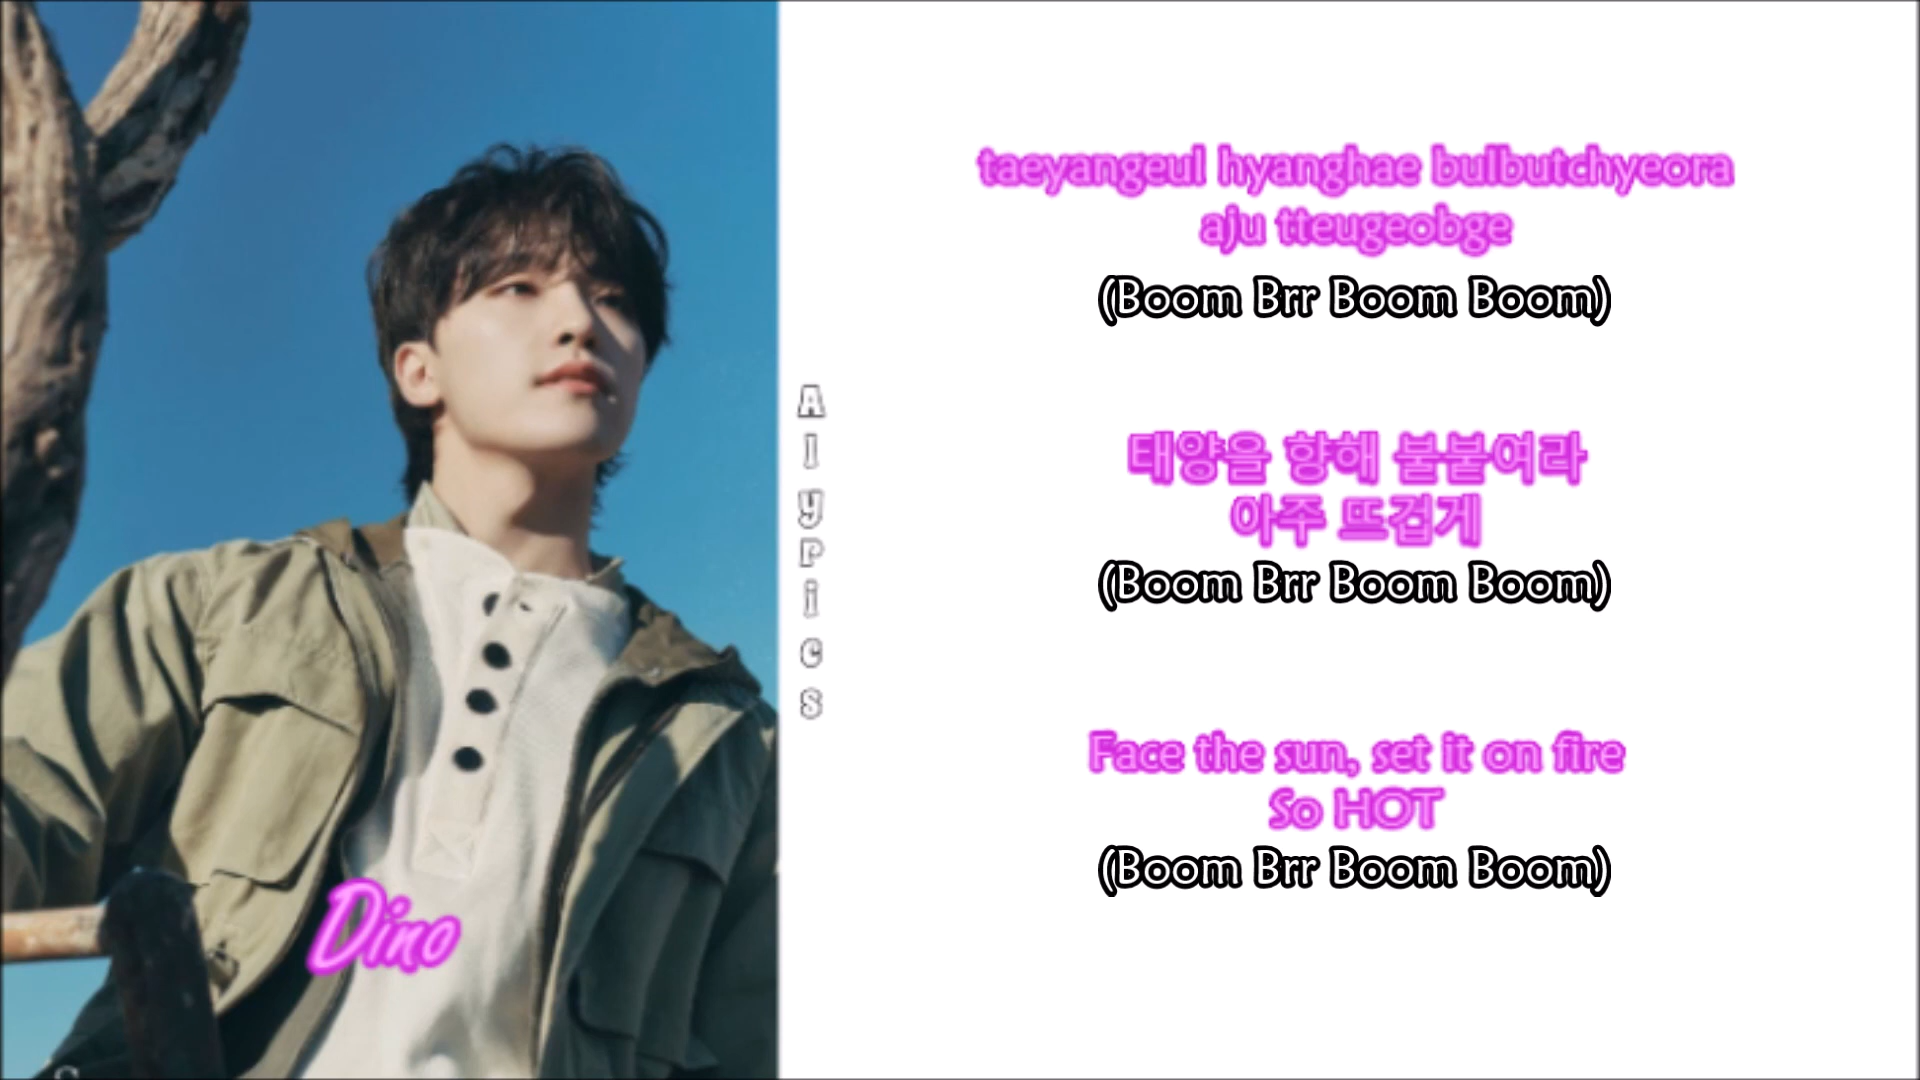 Dino
Alypics
taeyangeul hyanghae bulbutchyeora
aju tteugeobge
(Boom Brr Boom Boom)
태양을 향해 불붙여라
아주 뜨겁게
(Boom Brr Boom Boom)
Face the sun, set it on fire
So HOT
(Boom Brr Boom Boom)